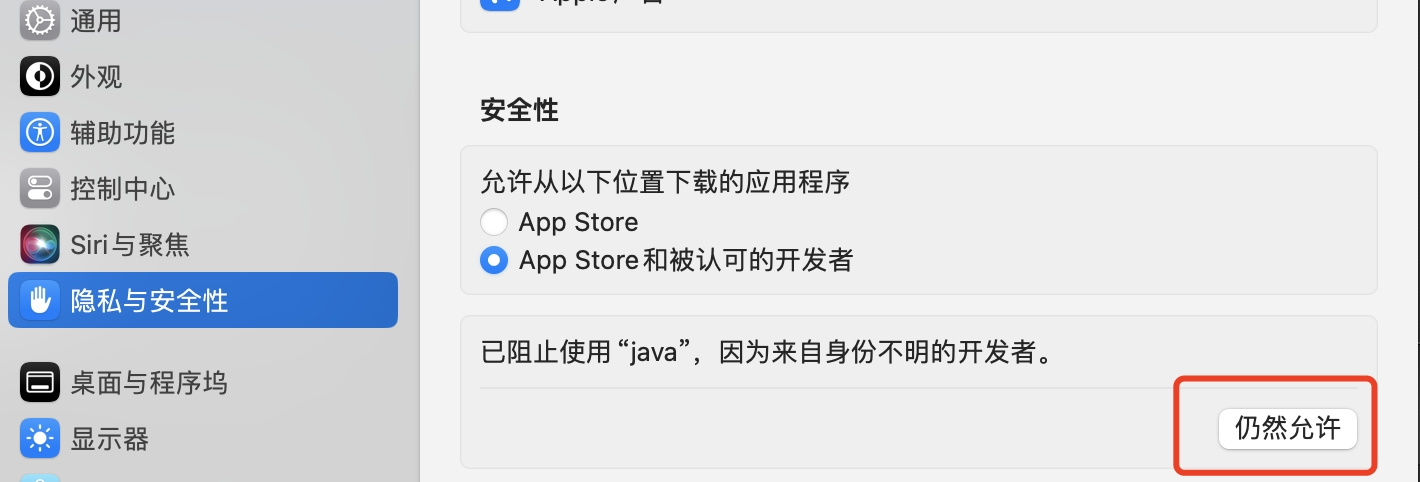 通用
外观
辅助功能
控制中心
Siri与聚焦
隐私与安全性
桌面与程序坞
显示器
安全性
允许从以下位置下载的应用程序
App Store
App Store和被认可的开发者
已阻止使用“java”，因为来自身份不明的开发者。
仍然允许